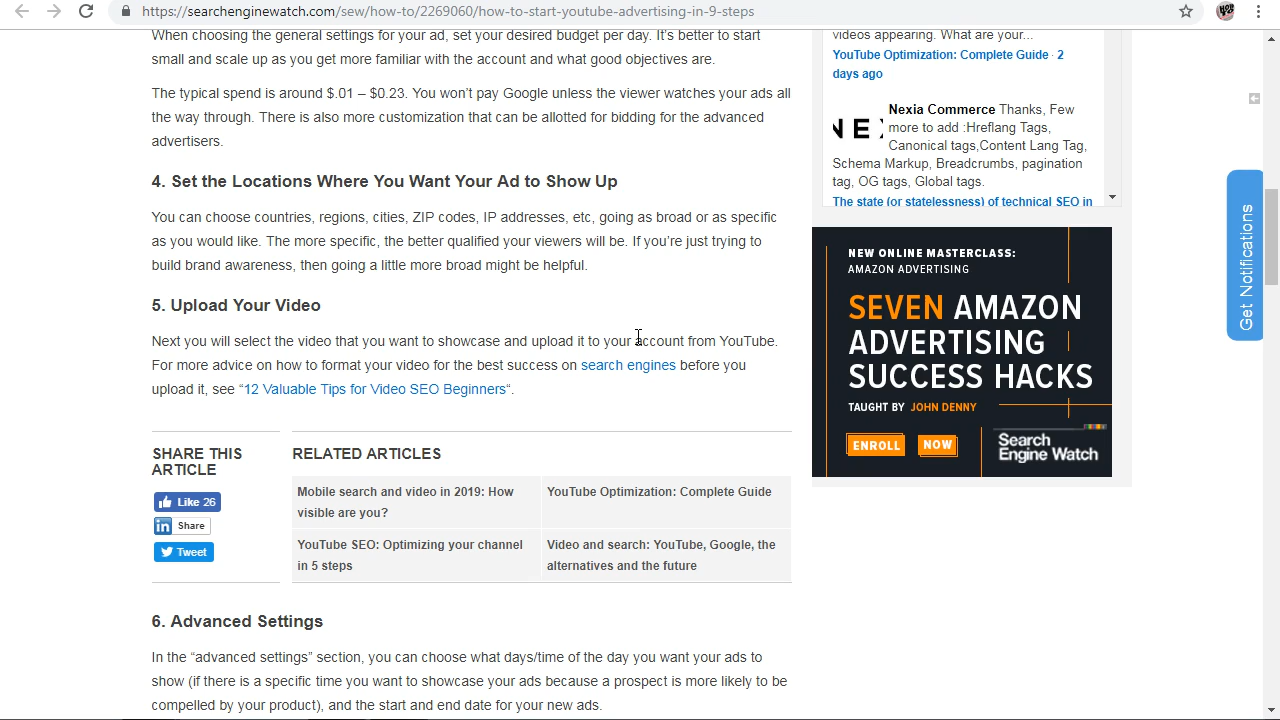 https://searchenginewatch.com/sew/how-to/2269060/how-to-start-youtube-advertising-in-9-steps
When choosing the general settings for your ad, set your desired budget per day. It's better to start
small and scale up as you get more familiar with the account and what good objectives are.
The typical spend is around $.01 – $0.23. You won't pay Google unless the viewer watches your ads all
the way through. There is also more customization that can be allotted for bidding for the advanced
advertisers.
4. Set the Locations Where You Want Your Ad to Show Up
You can choose countries, regions, cities, ZIP codes, IP addresses, etc, going as broad or as specific
as you would like. The more specific, the better qualified your viewers will be. If you're just trying to
build brand awareness, then going a little more broad might be helpful.
5. Upload Your Video
Next you will select the video that you want to showcase and upload it to your account from YouTube.
For more advice on how to format your video for the best success on search engines before you
upload it, see “12 Valuable Tips for Video SEO Beginners“.
SHARE THIS
ARTICLE
Like 26
in Share
Tweet
RELATED ARTICLES
Mobile search and video in 2019: How
visible are you?
YouTube Optimization: Complete Guide
YouTube SEO: Optimizing your channel
in 5 steps
Video and search: YouTube, Google, the
alternatives and the future
6. Advanced Settings
In the “advanced settings” section, you can choose what days/time of the day you want your ads to
show (if there is a specific time you want to showcase your ads because a prospect is more likely to be
compelled by your product), and the start and end date for your new ads.
videos appearing. What are your...
YouTube Optimization: Complete Guide · 2
days ago
NEX
Nexia Commerce Thanks, Few
more to add :Hreflang Tags,
Canonical tags,Content Lang Tag,
Schema Markup, Breadcrumbs, pagination
tag, OG tags, Global tags.
The state (or statelessness) of technical SEO in
NEW ONLINE MASTERCLASS:
AMAZON ADVERTISING
SEVEN AMAZON
ADVERTISING
SUCCESS HACKS
TAUGHT BY JOHN DENNY
ENROLL NOW
Search
Engine Watch
Get Notifications